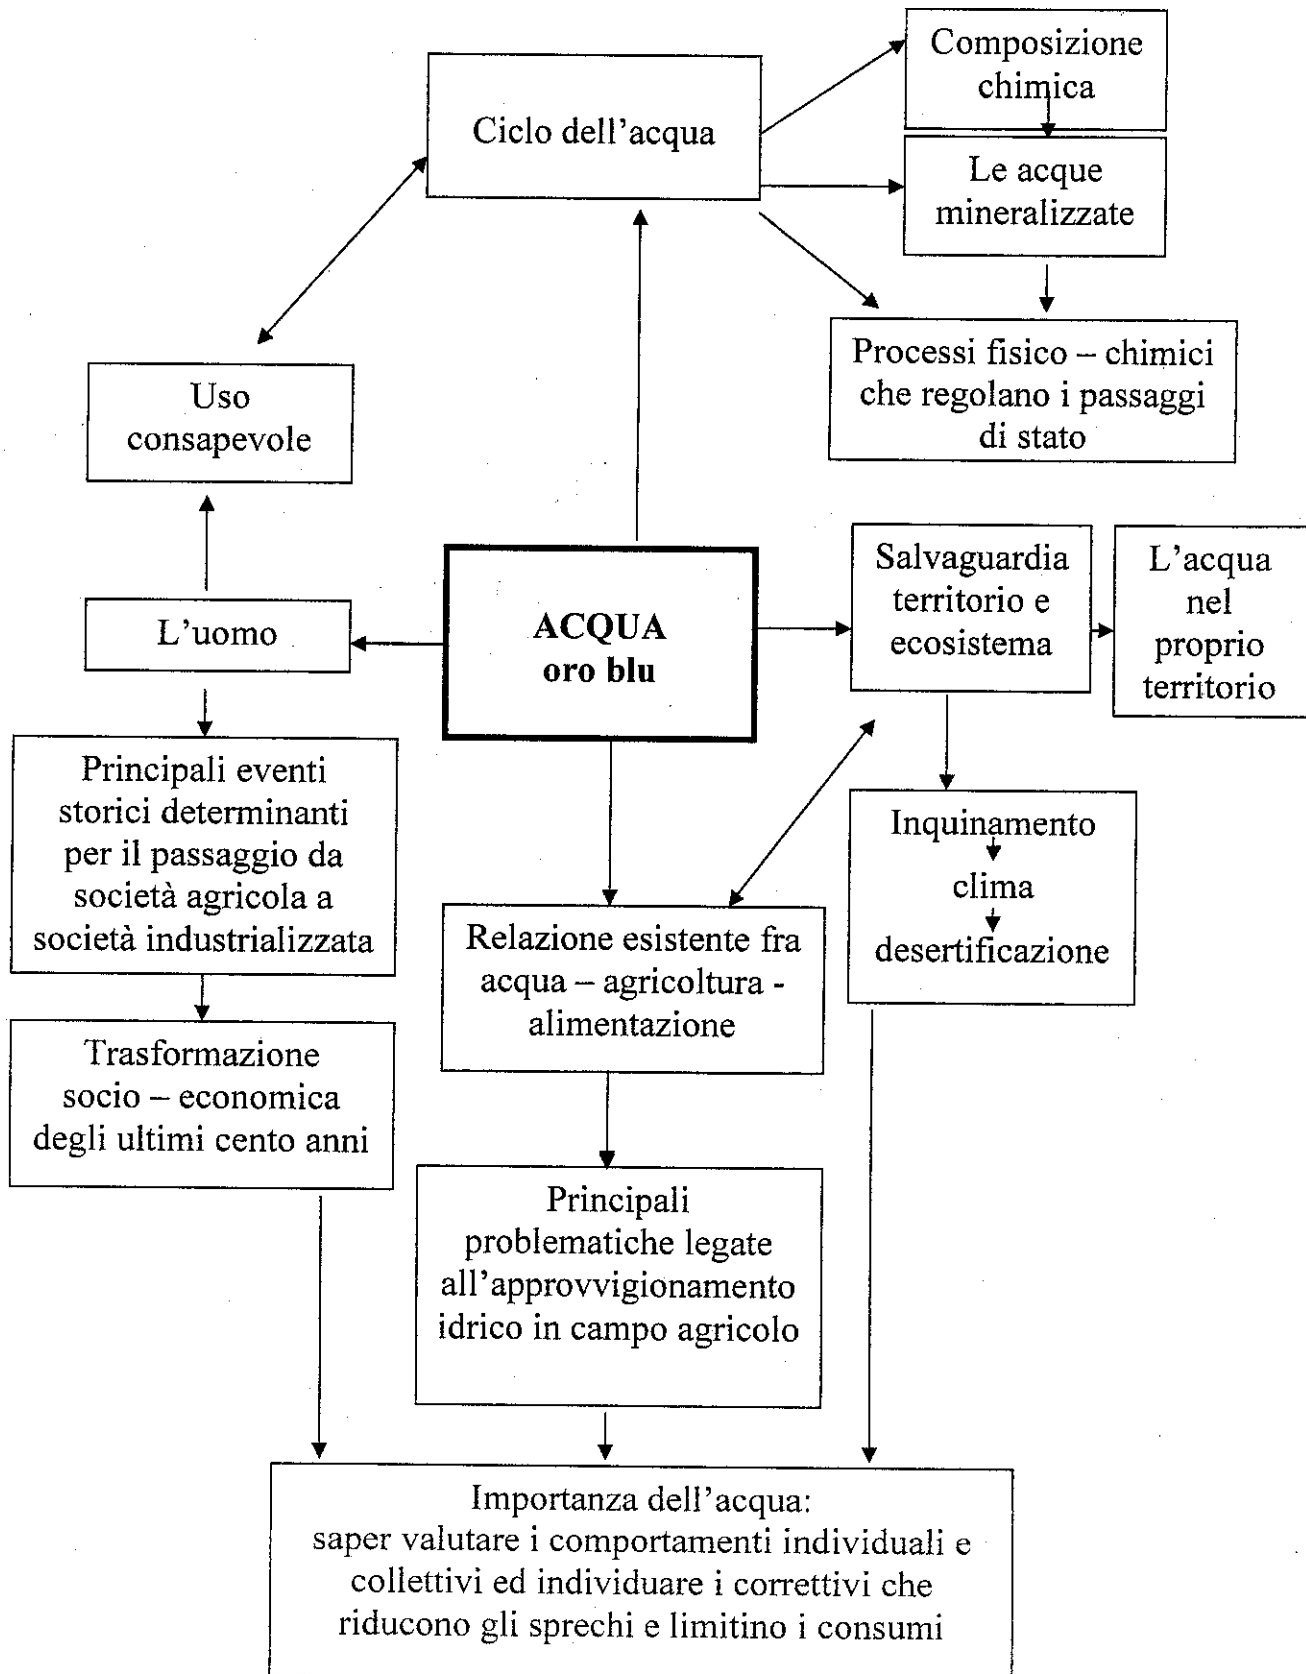 Composizione
chimica
Ciclo dell’acqua
Le acque
mineralizzate
Processi fisico – chimici
che regolano i passaggi
di stato
Uso
consapevole
L’uomo
ACQUA
oro blu
Salvaguardia
territorio e
ecosistema
L’acqua
nel
proprio
territorio
Principali eventi
storici determinanti
per il passaggio da
società agricola a
società industrializzata
Inquinamento
clima
desertificazione
Relazione esistente fra
acqua – agricoltura -
alimentazione
Trasformazione
socio – economica
degli ultimi cento anni
Principali
problematiche legate
all’approvvigionamento
idrico in campo agricolo
Importanza dell’acqua:
saper valutare i comportamenti individuali e
collettivi ed individuare i correttivi che
riducono gli sprechi e limitino i consumi